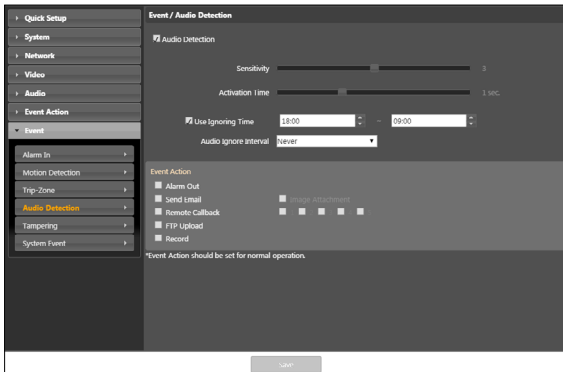 Quick Setup
System
Network
Video
Audio
Event Action
Event
Alarm In
Motion Detection
Trip-Zone
Audio Detection
Tampering
System Event
Event / Audio Detection
Audio Detection
Sensitivity 3
Activation Time 1 sec.
Use Ignoring Time 18:00 – 09:00
Audio Ignore Interval Never
Event Action
Alarm Out
Send Email Image Attachment
Remote Callback
FTP Upload
Record
*Event Action should be set for normal operation.
Save